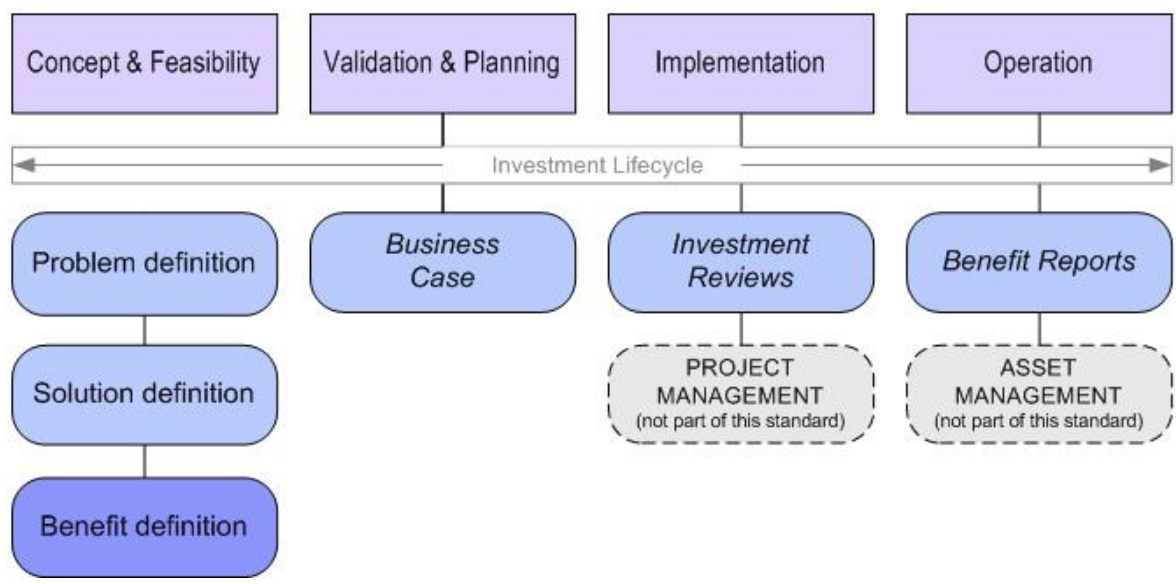 Concept & Feasibility
Validation & Planning
Implementation
Operation
Investment Lifecycle
Problem definition
Business
Case
Investment
Reviews
Benefit Reports
Solution definition
PROJECT
MANAGEMENT
(not part of this standard)
ASSET
MANAGEMENT
(not part of this standard)
Benefit definition